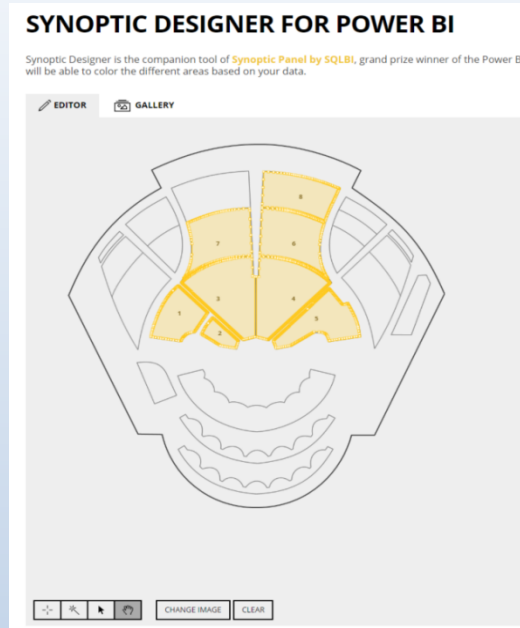 SYNOPTIC DESIGNER FOR POWER BI
Synoptic Designer is the companion tool of Synoptic Panel by SQLBI, grand prize winner of the Power B
will be able to color the different areas based on your data.
EDITOR GALLERY
8
7 6
3 4
1 5
2
CHANGE IMAGE CLEAR